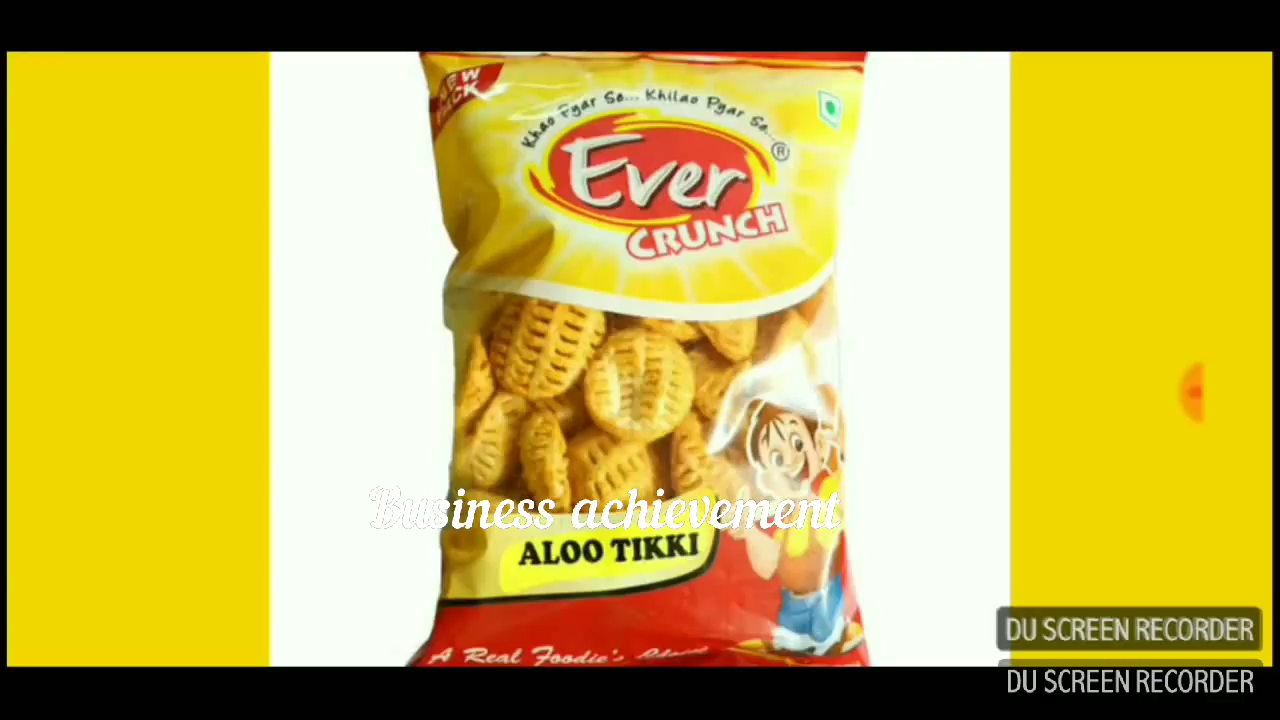 NEW
PACK
Khao Pyar Se... Khilao Pyar Se...
®
Ever
CRUNCH
Business achievement
ALOO TIKKI
A Real Foodie's
DU SCREEN RECORDER
DU SCREEN RECORDER